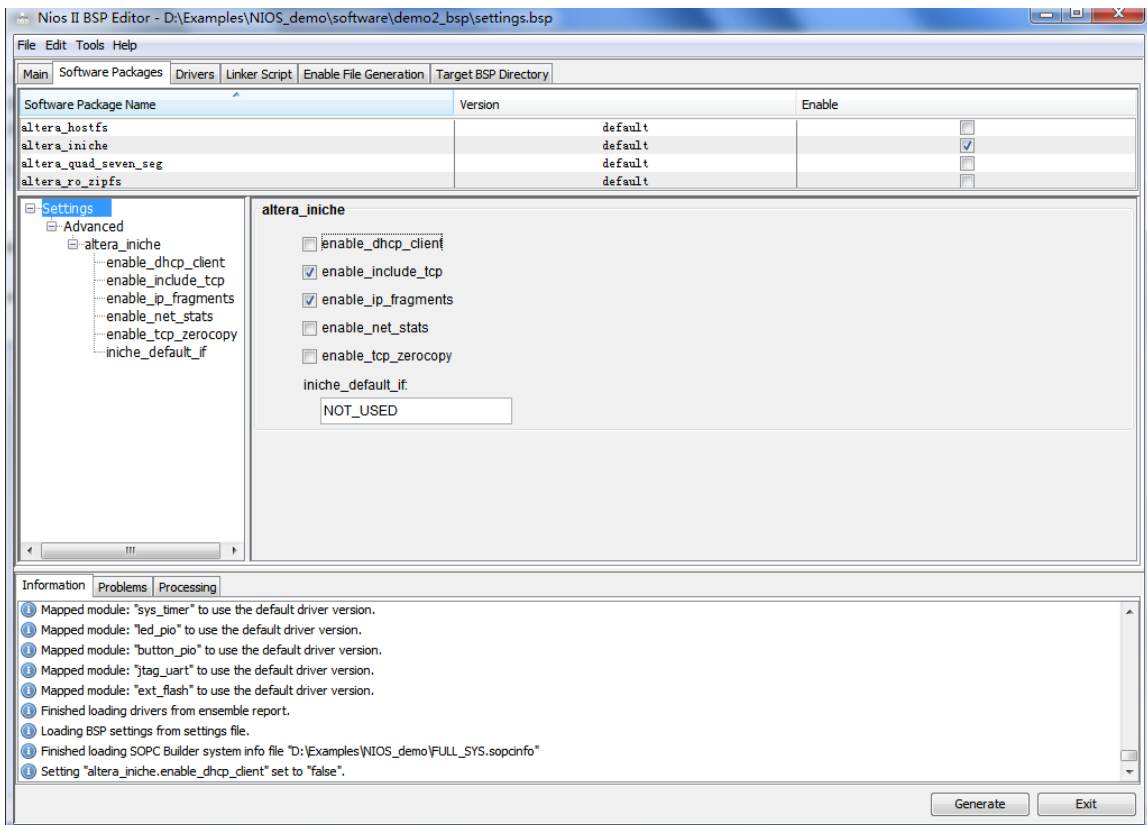 Nios II BSP Editor - D:\Examples\NIOS_demo\software\demo2_bsp\settings.bsp
File Edit Tools Help
Main Software Packages Drivers Linker Script Enable File Generation Target BSP Directory
Software Package Name Version Enable
altera_hostfs default
altera_iniche default
altera_quad_seven_seg default
altera_ro_zipfs default
Settings
Advanced
altera_iniche
enable_dhcp_client
enable_include_tcp
enable_ip_fragments
enable_net_stats
enable_tcp_zerocopy
iniche_default_if
altera_iniche
enable_dhcp_client
enable_include_tcp
enable_ip_fragments
enable_net_stats
enable_tcp_zerocopy
iniche_default_if:
NOT_USED
Information Problems Processing
Mapped module: "sys_timer" to use the default driver version.
Mapped module: "led_pio" to use the default driver version.
Mapped module: "button_pio" to use the default driver version.
Mapped module: "jtag_uart" to use the default driver version.
Mapped module: "ext_flash" to use the default driver version.
Finished loading drivers from ensemble report.
Loading BSP settings from settings file.
Finished loading SOPC Builder system info file "D:\Examples\NIOS_demo\FULL_SYS.sopcinfo"
Setting "altera_iniche.enable_dhcp_client" set to "false".
Generate Exit